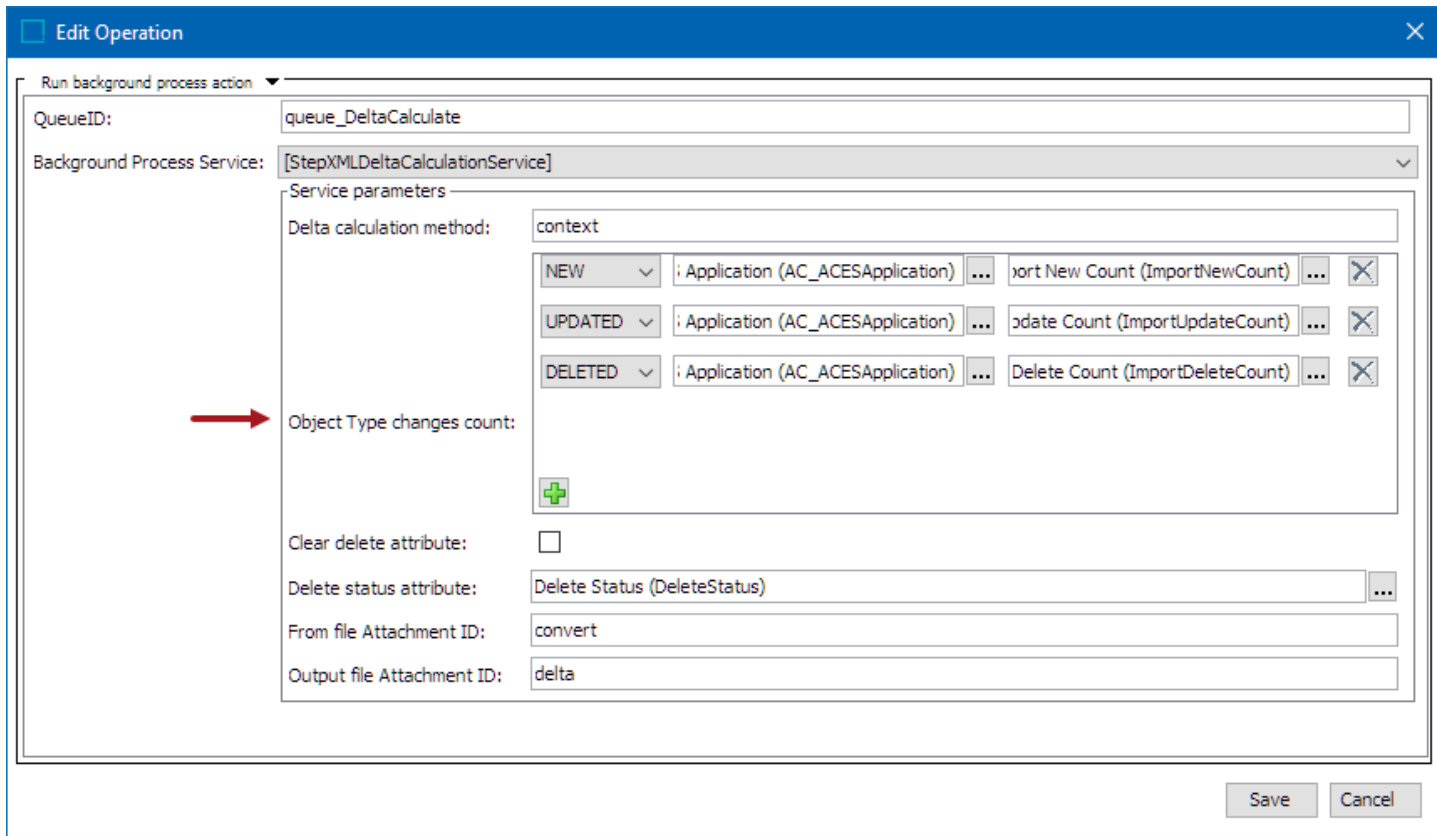 Edit Operation
Run background process action
QueueID: queue_DeltaCalculate
Background Process Service: [StepXMLDeltaCalculationService]
Service parameters
Delta calculation method: context
NEW Application (AC_ACESApplication) ... port New Count (ImportNewCount) ...
UPDATED Application (AC_ACESApplication) ... pdate Count (ImportUpdateCount) ...
DELETED Application (AC_ACESApplication) ... Delete Count (ImportDeleteCount) ...
Object Type changes count:
Clear delete attribute:
Delete status attribute: Delete Status (DeleteStatus) ...
From file Attachment ID: convert
Output file Attachment ID: delta
Save Cancel